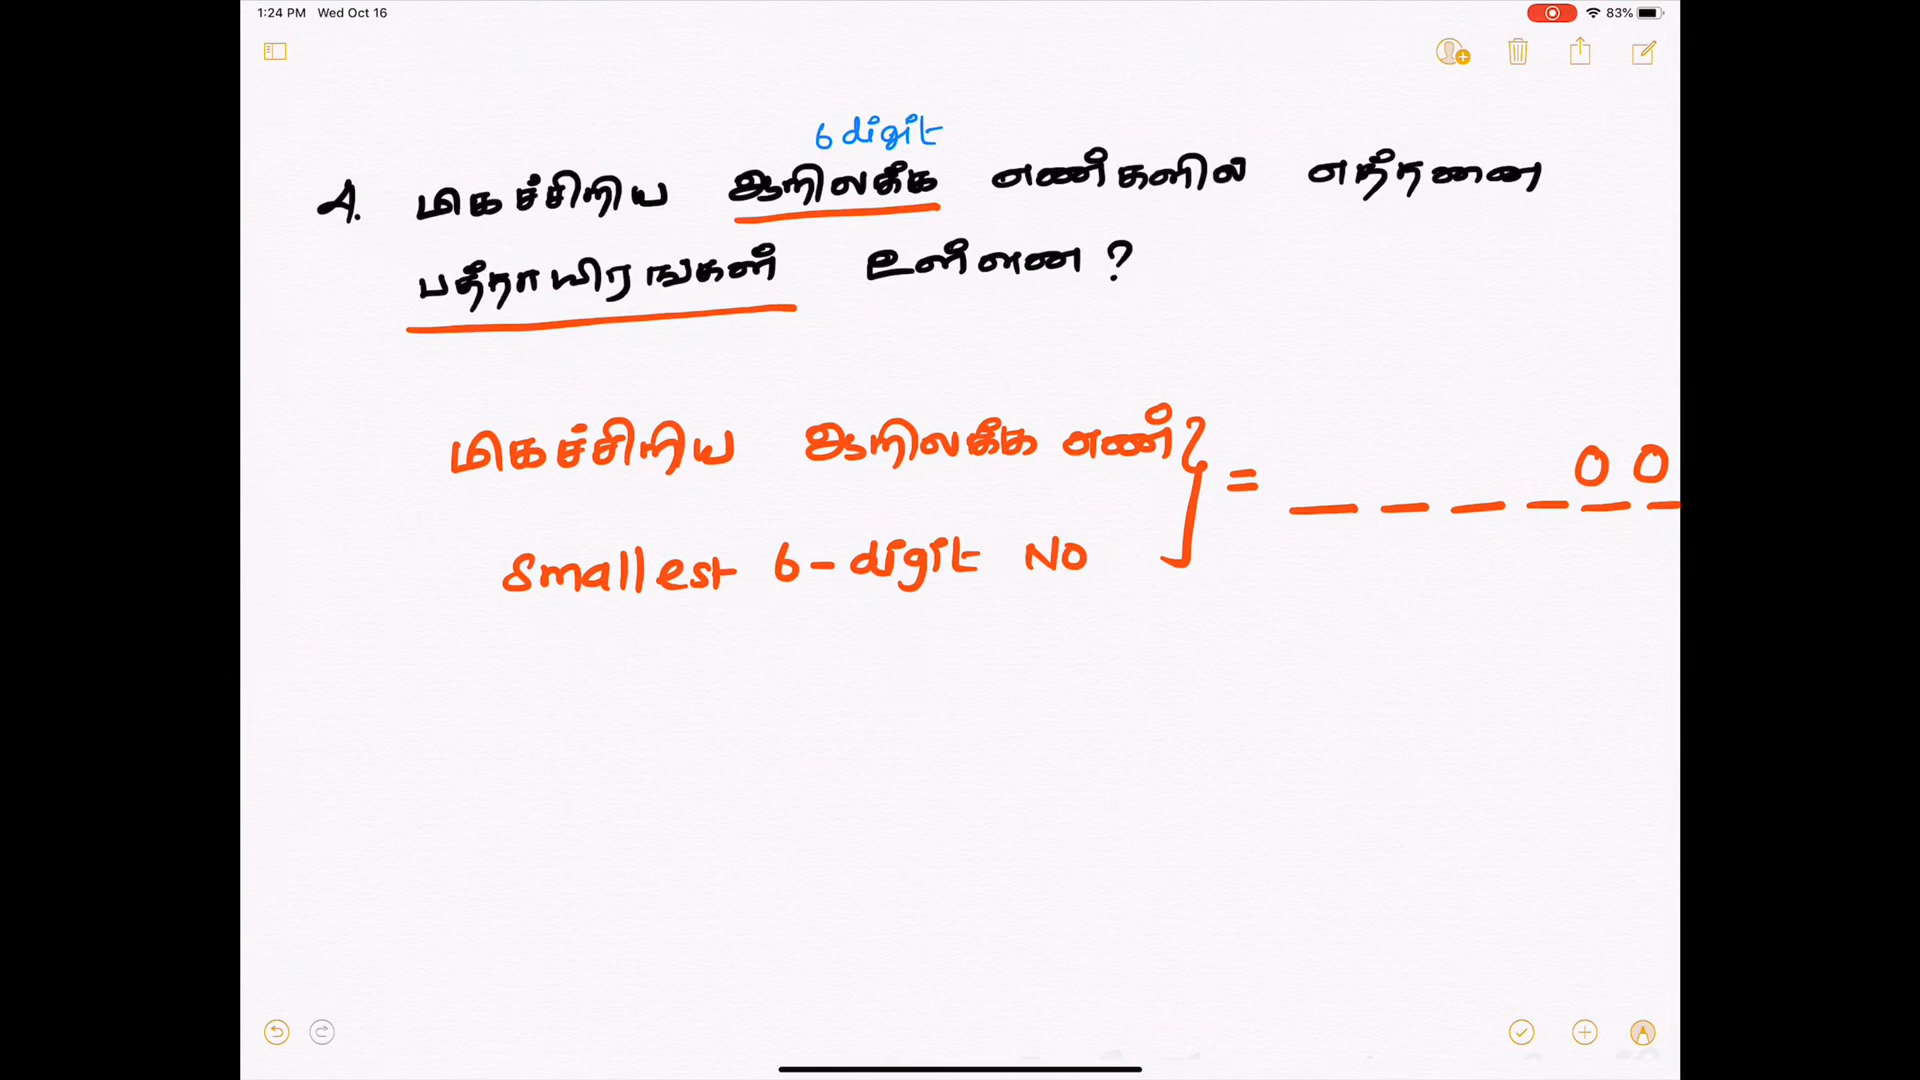 1:24 PM Wed Oct 16
83%
6 digit
4. மிகச்சிறிய ஆறிலக்க எண்களில் எத்தனை
பத்தாயிரங்கள் உள்ளன ?
மிகச்சிறிய ஆறிலக்க எண் = _ _ _ _ 0 0
Smallest 6-digit No